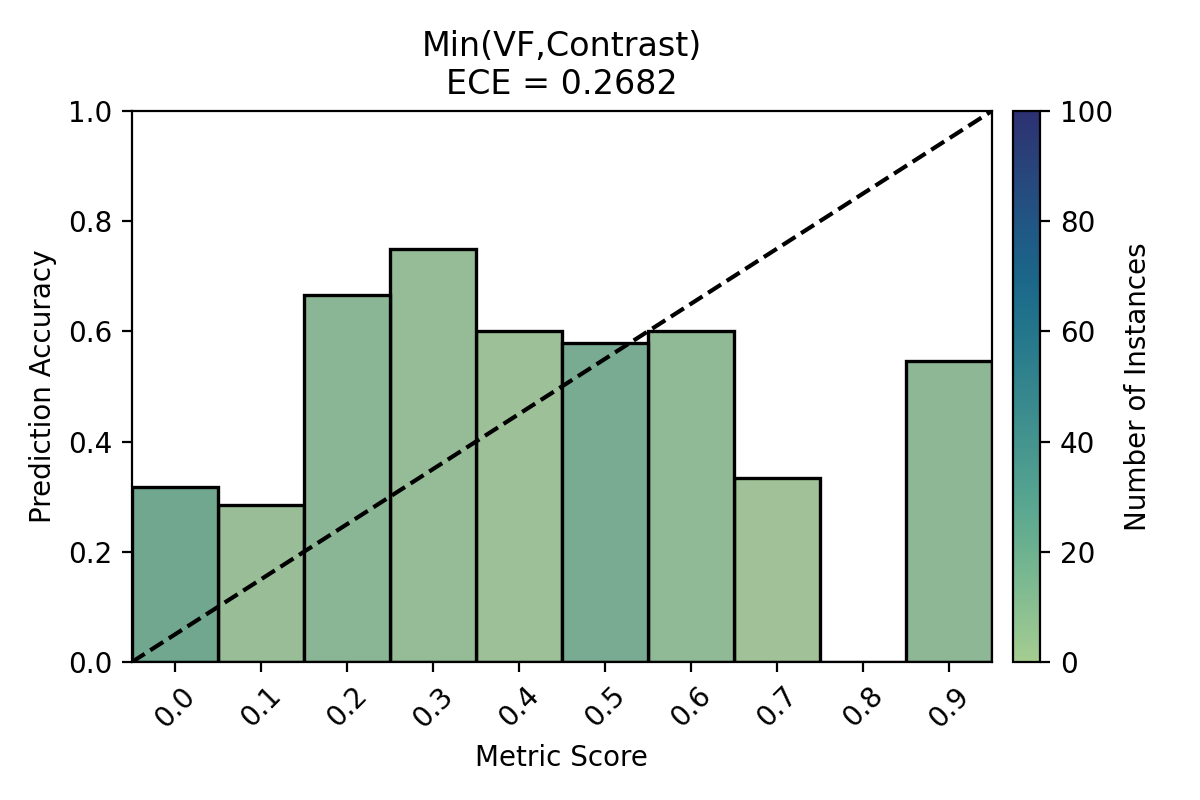 Min(VF,Contrast)
ECE = 0.2682
Prediction Accuracy
1.0
0.8
0.6
0.4
0.2
0.0
0.0 0.1 0.2 0.3 0.4 0.5 0.6 0.7 0.8 0.9
Metric Score
100
80
60
40
20
0
Number of Instances